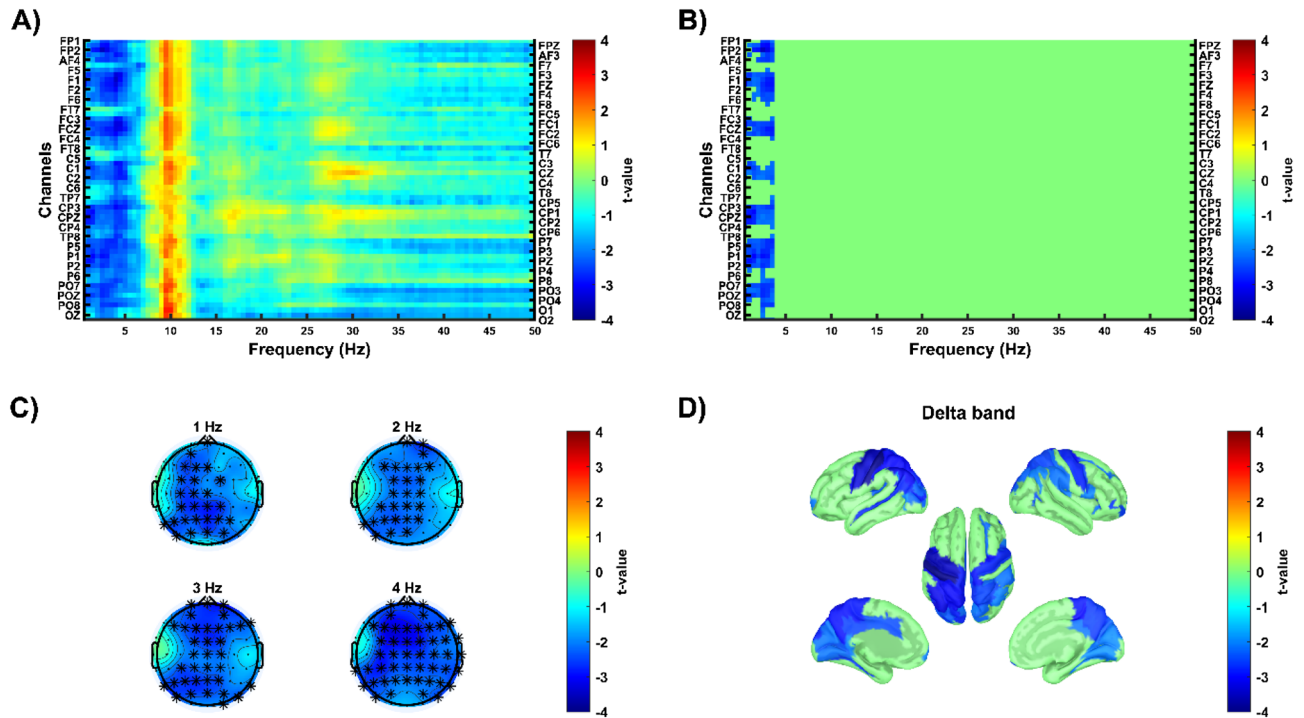 A)
Channels
FP1
FP2
AF4
F5
F1
F2
F6
FT7
FC3
FCZ
FC4
FT8
C5
C1
C2
C6
TP7
CP3
CPZ
CP4
TP8
P5
P1
P2
P6
PO7
POZ
PO8
OZ
FPZ
AF3
F7
F3
FZ
F4
F8
FC5
FC1
FC2
FC6
T7
C3
CZ
C4
T8
CP5
CP1
CP2
CP6
P7
P3
PZ
P4
P8
PO3
PO4
O1
O2
5 10 15 20 25 30 35 40 45 50
Frequency (Hz)
4
3
2
1
0
-1
-2
-3
-4
t-value
B)
Channels
FP1
FP2
AF4
F5
F1
F2
F6
FT7
FC3
FCZ
FC4
FT8
C5
C1
C2
C6
TP7
CP3
CPZ
CP4
TP8
P5
P1
P2
P6
PO7
POZ
PO8
OZ
FPZ
AF3
F7
F3
FZ
F4
F8
FC5
FC1
FC2
FC6
T7
C3
CZ
C4
T8
CP5
CP1
CP2
CP6
P7
P3
PZ
P4
P8
PO3
PO4
O1
O2
5 10 15 20 25 30 35 40 45 50
Frequency (Hz)
4
3
2
1
0
-1
-2
-3
-4
t-value
C)
1 Hz
2 Hz
3 Hz
4 Hz
4
3
2
1
0
-1
-2
-3
-4
t-value
D)
Delta band
4
3
2
1
0
-1
-2
-3
-4
t-value